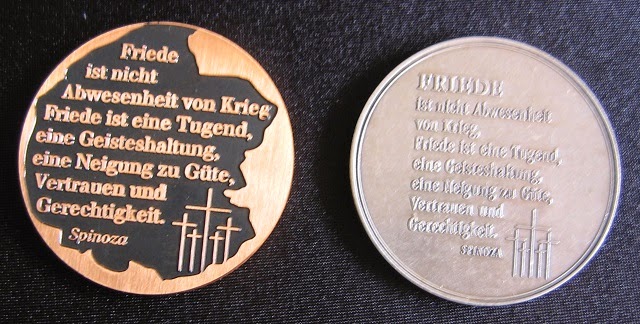 Friede
ist nicht
Abwesenheit von Krieg
Friede ist eine Tugend,
eine Geisteshaltung,
eine Neigung zu Güte,
Vertrauen und
Gerechtigkeit.
Spinoza
FRIEDE
ist nicht Abwesenheit
von Krieg,
Friede ist eine Tugend,
eine Geisteshaltung,
eine Neigung zu Güte,
Vertrauen und
Gerechtigkeit.
SPINOZA